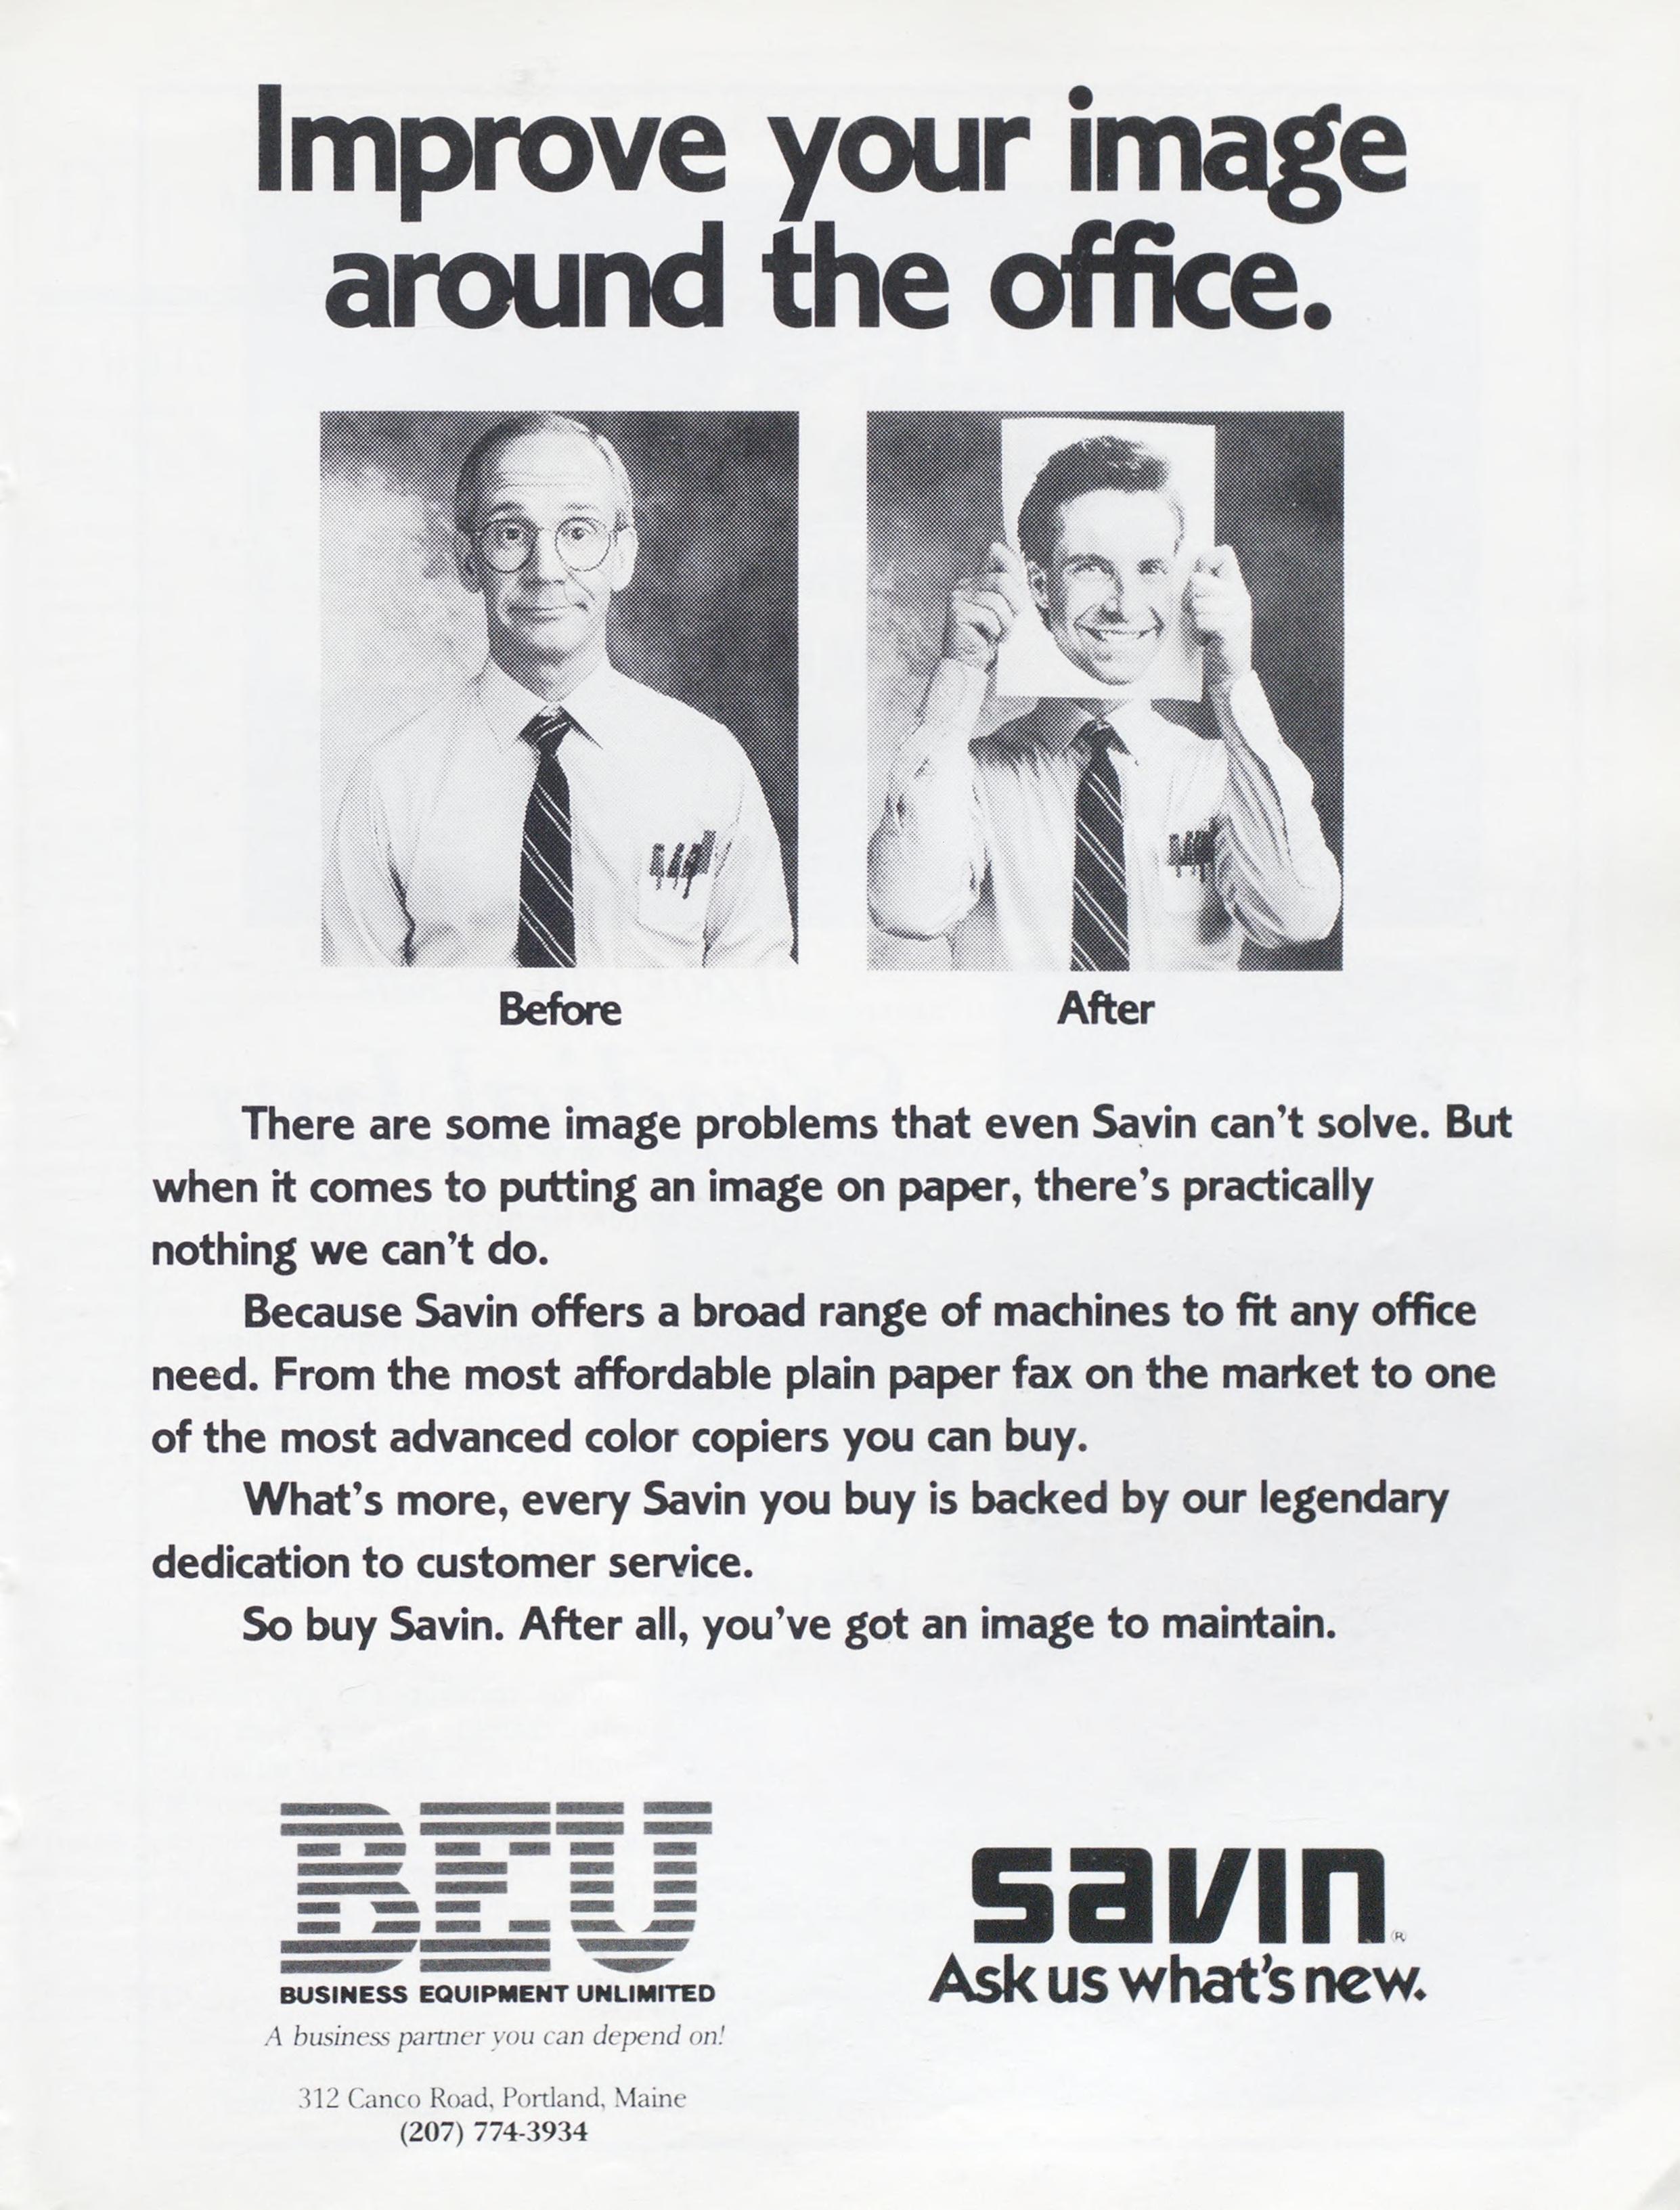 Improve your image
around the office.
Before
After
There are some image problems that even Savin can't solve. But
when it comes to putting an image on paper, there's practically
nothing we can't do.
Because Savin offers a broad range of machines to fit any office
need. From the most affordable plain paper fax on the market to one
of the most advanced color copiers you can buy.
What's more, every Savin you buy is backed by our legendary
dedication to customer service.
So buy Savin. After all, you've got an image to maintain.
BEU
BUSINESS EQUIPMENT UNLIMITED
A business partner you can depend on!
312 Canco Road, Portland, Maine
(207) 774-3934
savin®
Ask us what's new.